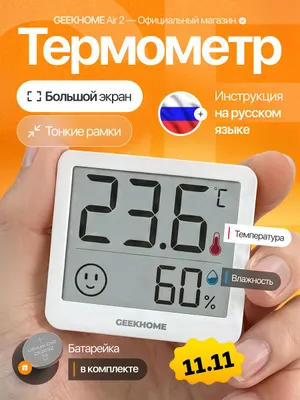 GEEKHOME Air 2 — Официальный магазин
Термометр
Большой экран
Тонкие рамки
Инструкция
на русском
языке
23.6 °C
Температура
60%
Влажность
GEEKHOME
Батарейка
в комплекте
11.11